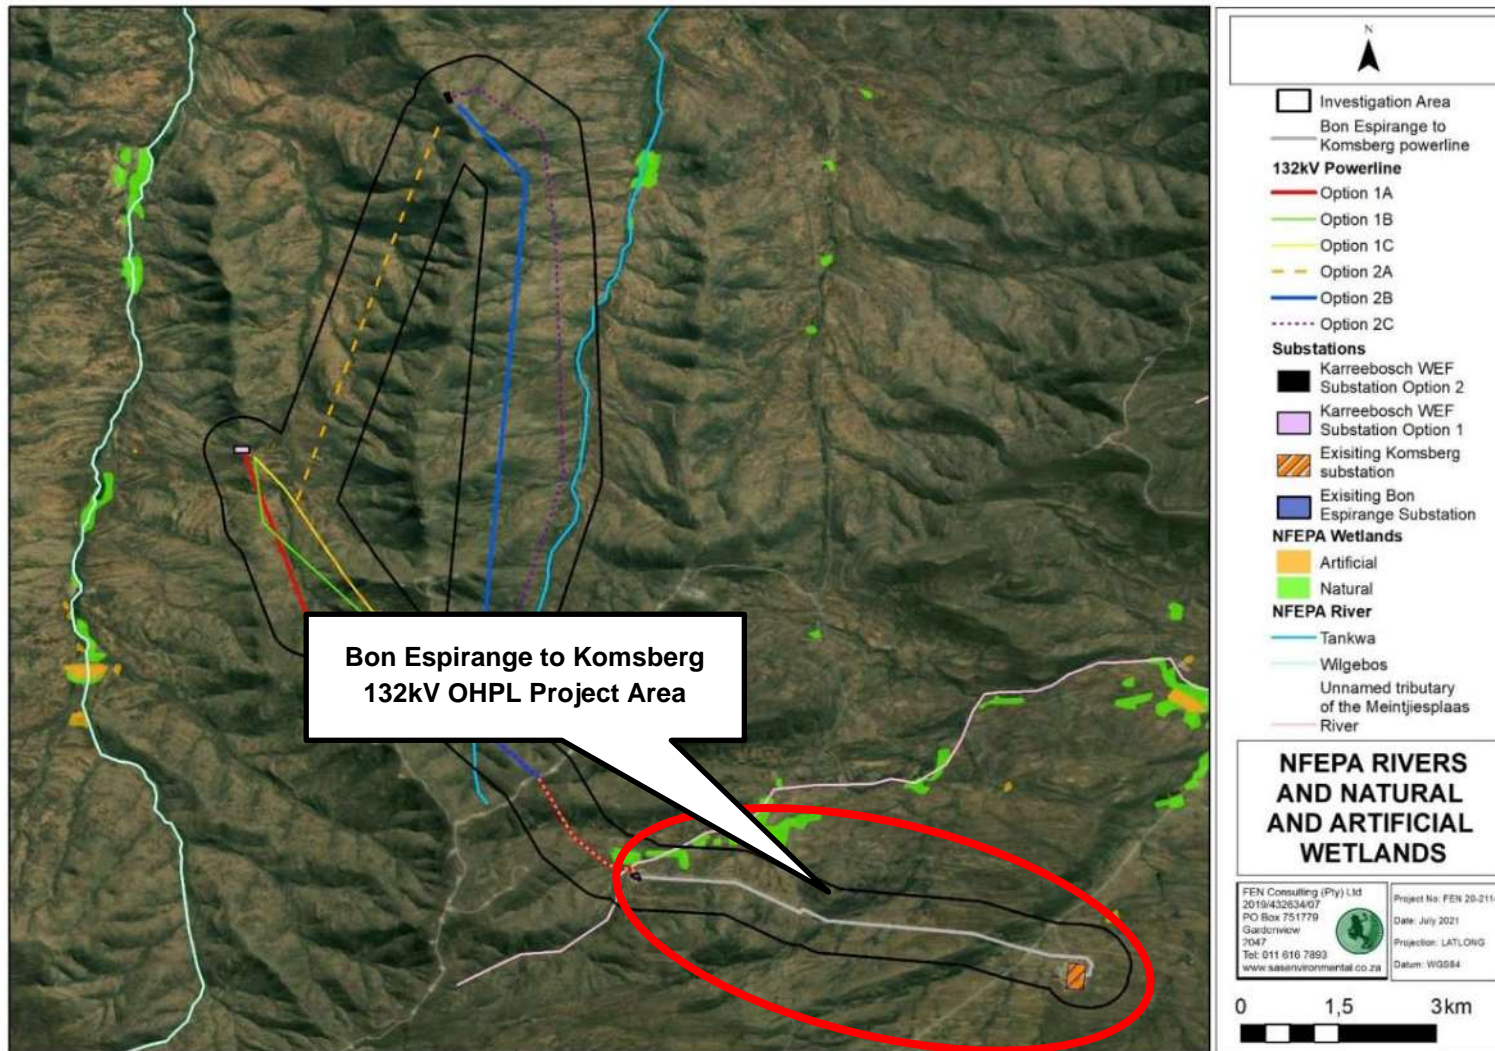 Bon Espirange to Komsberg
132kV OHPL Project Area
N
Investigation Area
Bon Espirange to
Komsberg powerline
132kV Powerline
Option 1A
Option 1B
Option 1C
Option 2A
Option 2B
Option 2C
Substations
Karreebosch WEF
Substation Option 2
Karreebosch WEF
Substation Option 1
Exisiting Komsberg
substation
Exisiting Bon
Espirange Substation
NFEPA Wetlands
Artificial
Natural
NFEPA River
Tankwa
Wilgebos
Unnamed tributary
of the Meintjiesplaas
River
NFEPA RIVERS
AND NATURAL
AND ARTIFICIAL
WETLANDS
FEN Consulting (Pty) Ltd
2019/432634/07
PO Box 751779
Gardenview
2047
Tel: 011 616 7893
www.sasenvironmental.co.za
Project No: FEN 20-211
Date: July 2021
Projection: LATLONG
Datum: WGS84
0 1,5 3km